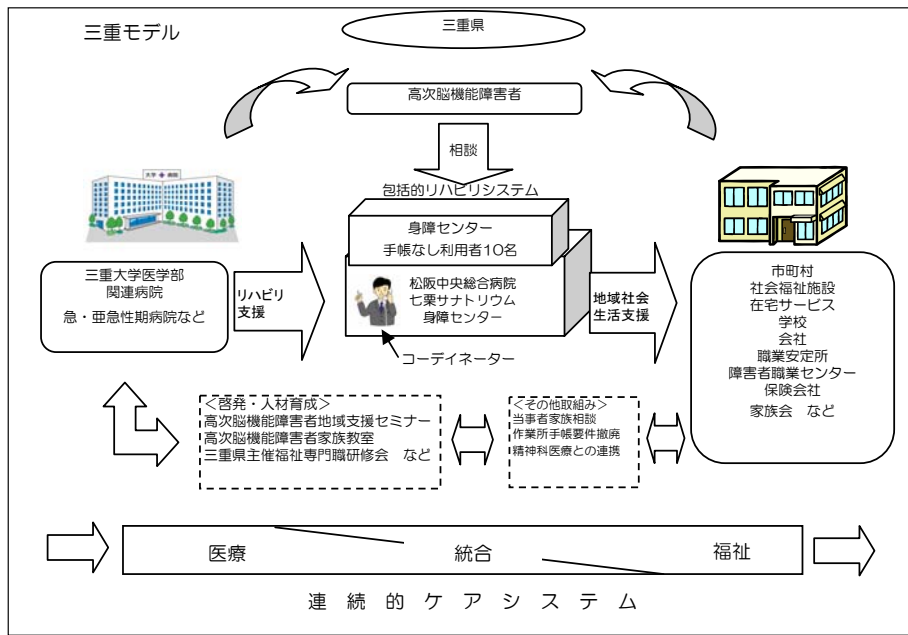 三重モデル
三重県
高次脳機能障害者
相談
大学 病院
包括的リハビリシステム
身障センター
手帳なし利用者10名
三重大学医学部
関連病院
急・亜急性期病院など
リハビリ
支援
松阪中央総合病院
七栗サナトリウム
身障センター
コーデイネーター
地域社会
生活支援
市町村
社会福祉施設
在宅サービス
学校
会社
職業安定所
障害者職業センター
保険会社
家族会 など
<啓発・人材育成>
高次脳機能障害者地域支援セミナー
高次脳機能障害者家族教室
三重県主催福祉専門職研修会 など
<その他取組み>
当事者家族相談
作業所手帳要件撤廃
精神科医療との連携
医療 統合 福祉
連続的ケアシステム